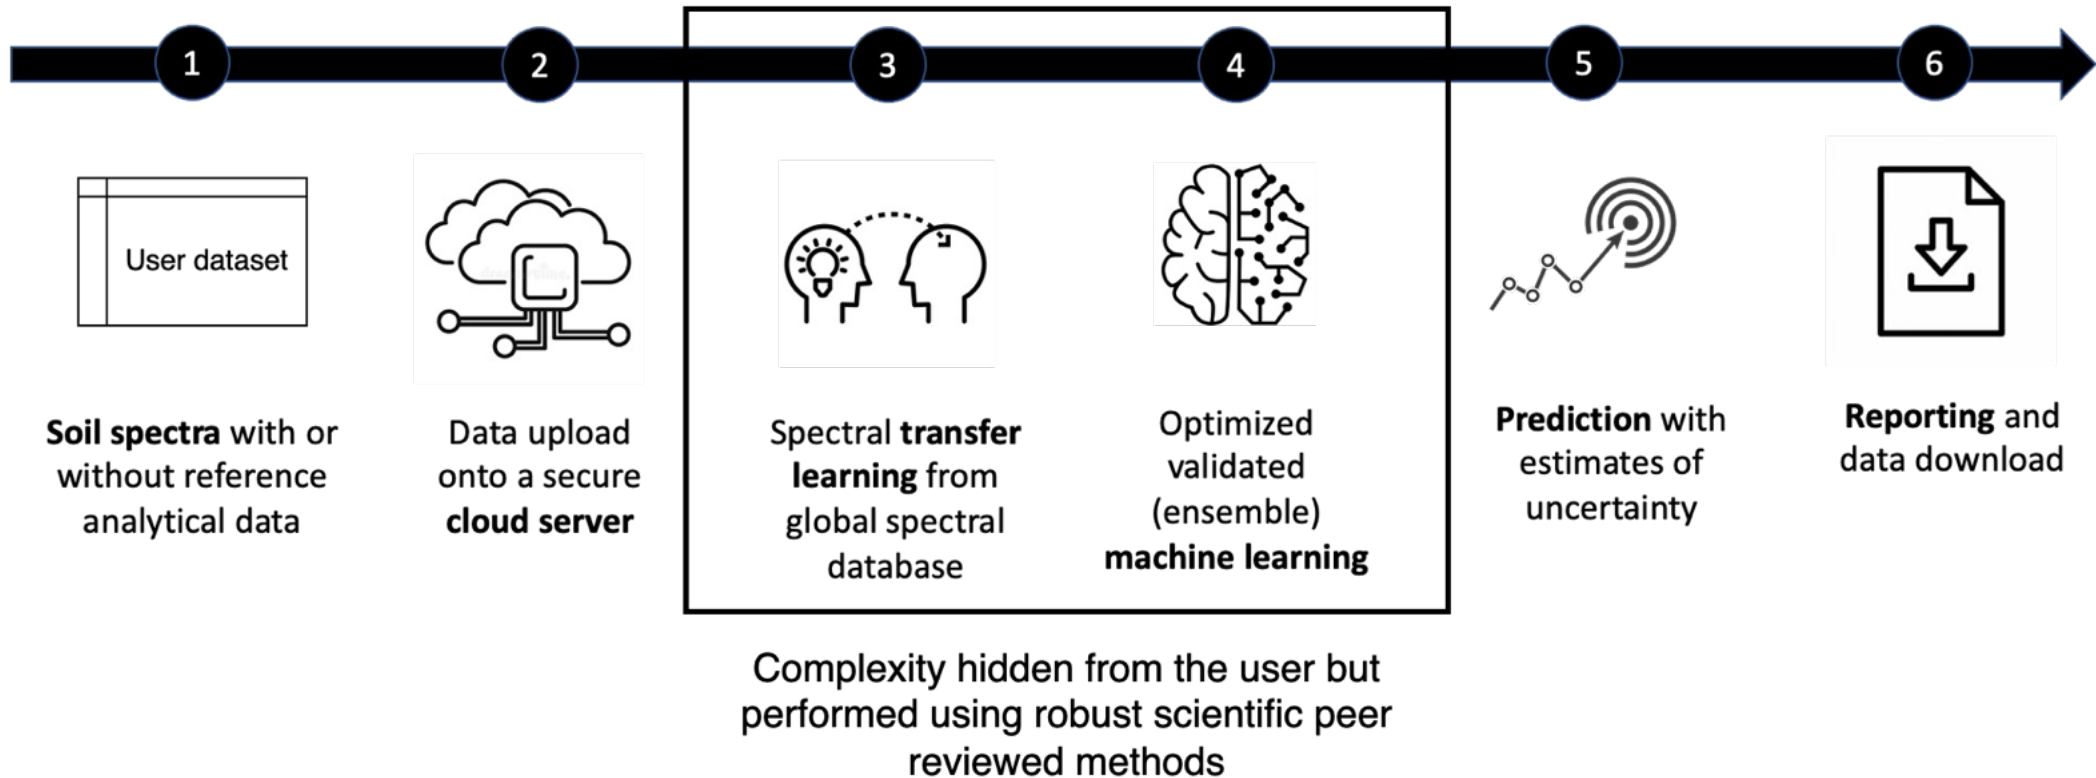 1
2
3
4
5
6
User dataset
Soil spectra with or
without reference
analytical data
Data upload
onto a secure
cloud server
Spectral transfer
learning from
global spectral
database
Optimized
validated
(ensemble)
machine learning
Prediction with
estimates of
uncertainty
Reporting and
data download
Complexity hidden from the user but
performed using robust scientific peer
reviewed methods